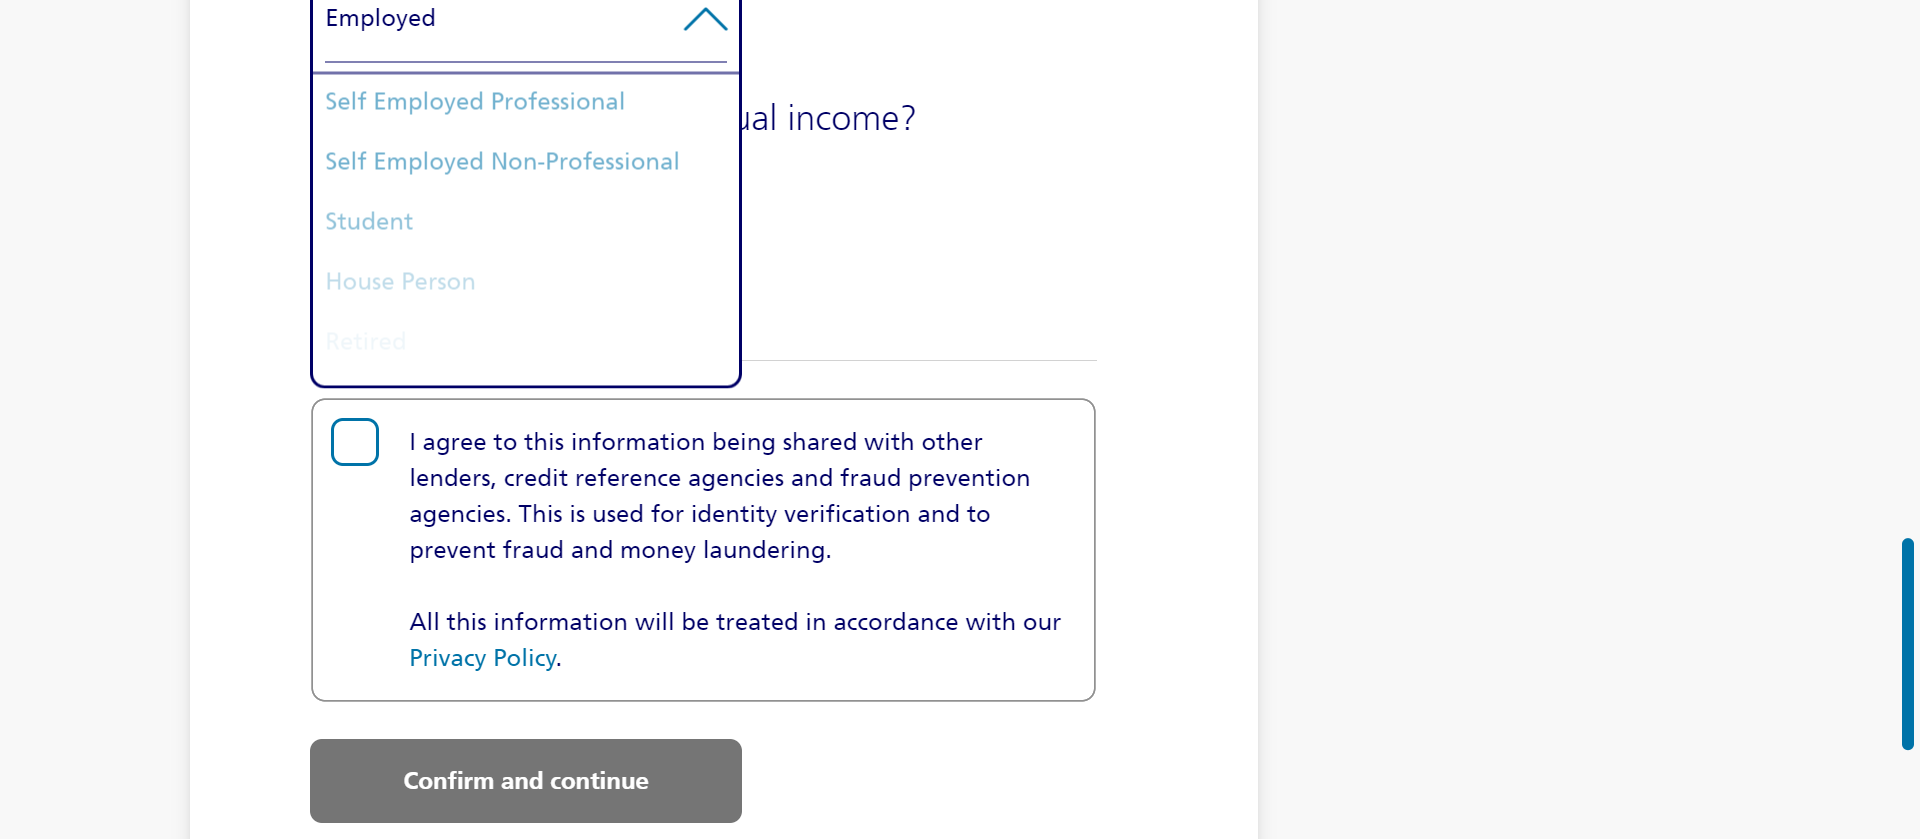 Employed
Self Employed Professional
ual income?
Self Employed Non-Professional
Student
House Person
Retired
I agree to this information being shared with other
lenders, credit reference agencies and fraud prevention
agencies. This is used for identity verification and to
prevent fraud and money laundering.
All this information will be treated in accordance with our
Privacy Policy.
Confirm and continue